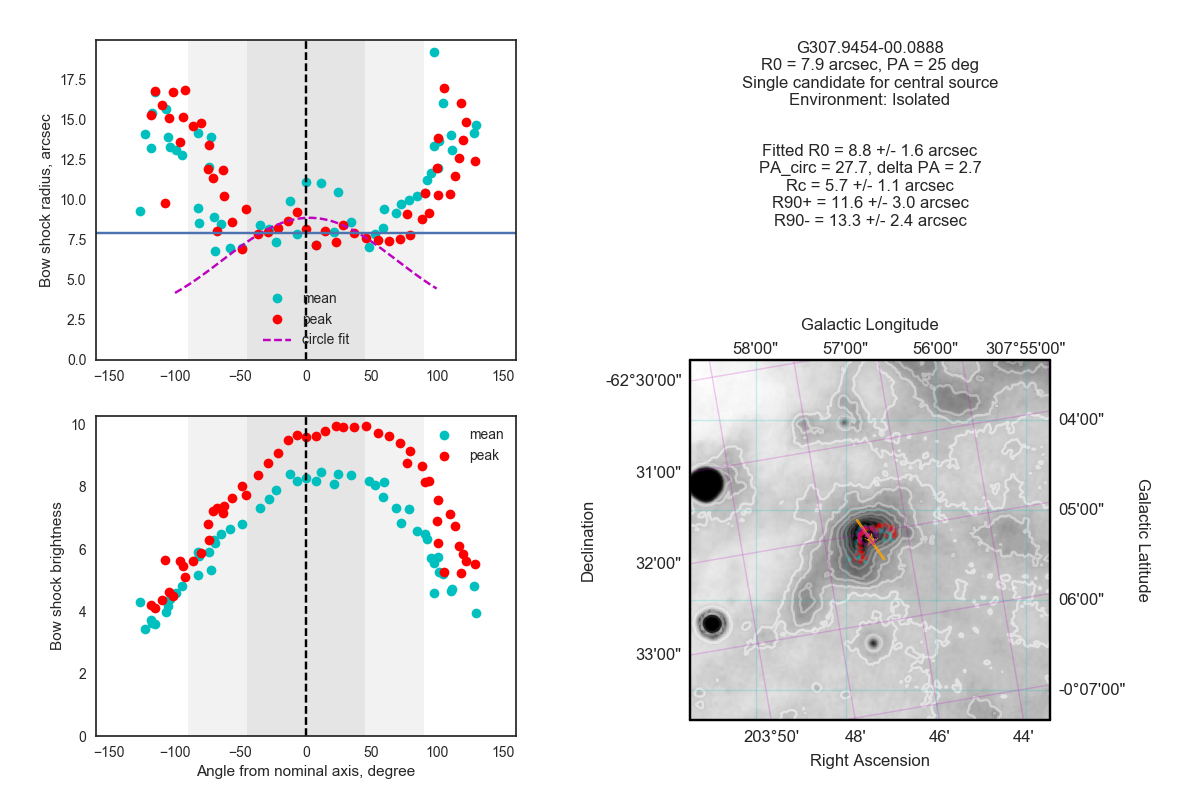 G307.9454-00.0888
R0 = 7.9 arcsec, PA = 25 deg
Single candidate for central source
Environment: Isolated
Fitted R0 = 8.8 +/- 1.6 arcsec
PA_circ = 27.7, delta PA = 2.7
Rc = 5.7 +/- 1.1 arcsec
R90+ = 11.6 +/- 3.0 arcsec
R90- = 13.3 +/- 2.4 arcsec
Bow shock radius, arcsec
17.5
15.0
12.5
10.0
7.5
5.0
2.5
0.0
mean
peak
circle fit
−150 −100 −50 0 50 100 150
Bow shock brightness
10
8
6
4
2
0
mean
peak
−150 −100 −50 0 50 100 150
Angle from nominal axis, degree
Galactic Longitude
58'00" 57'00" 56'00" 307°55'00"
Declination
-62°30'00"
31'00"
32'00"
33'00"
04'00"
05'00"
06'00"
-0°07'00"
Galactic Latitude
203°50' 48' 46' 44'
Right Ascension